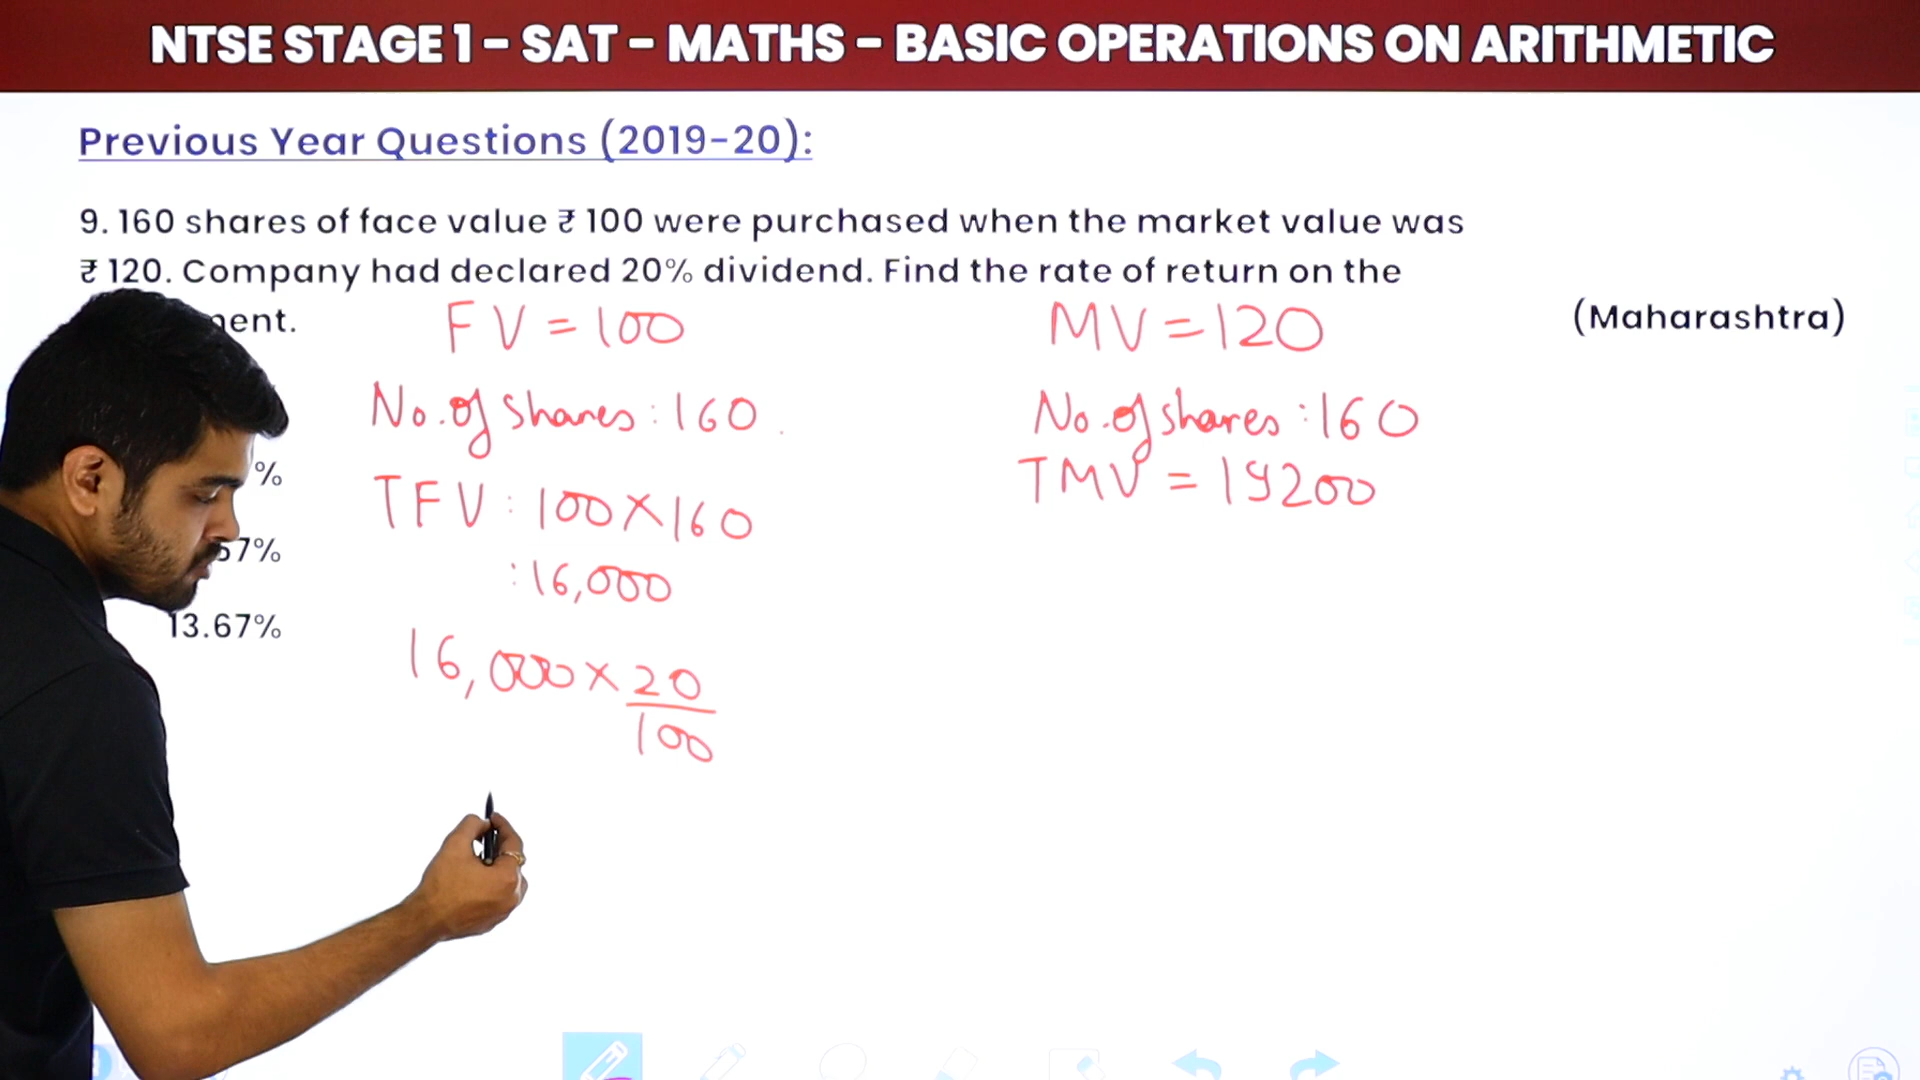 NTSE STAGE 1 – SAT – MATHS – BASIC OPERATIONS ON ARITHMETIC
Previous Year Questions (2019-20):
9. 160 shares of face value ₹ 100 were purchased when the market value was
₹ 120. Company had declared 20% dividend. Find the rate of return on the
(Maharashtra)
FV = 100
MV = 120
No. of shares : 160
No. of shares : 160
%
TFV : 100 × 160
TMV = 19200
67%
: 16,000
13.67%
16,000 × 20/100